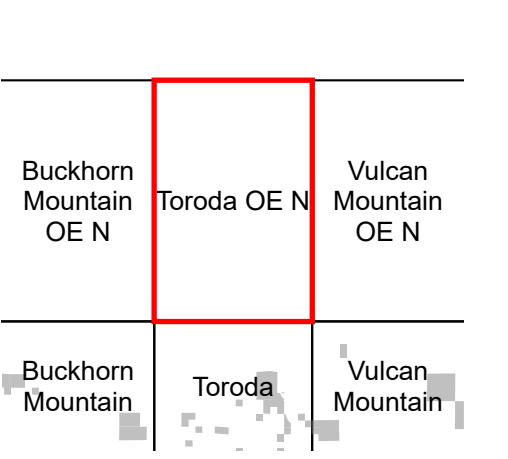 Buckhorn
Mountain
OE N
Toroda OE N
Vulcan
Mountain
OE N
Buckhorn
Mountain
Toroda
Vulcan
Mountain